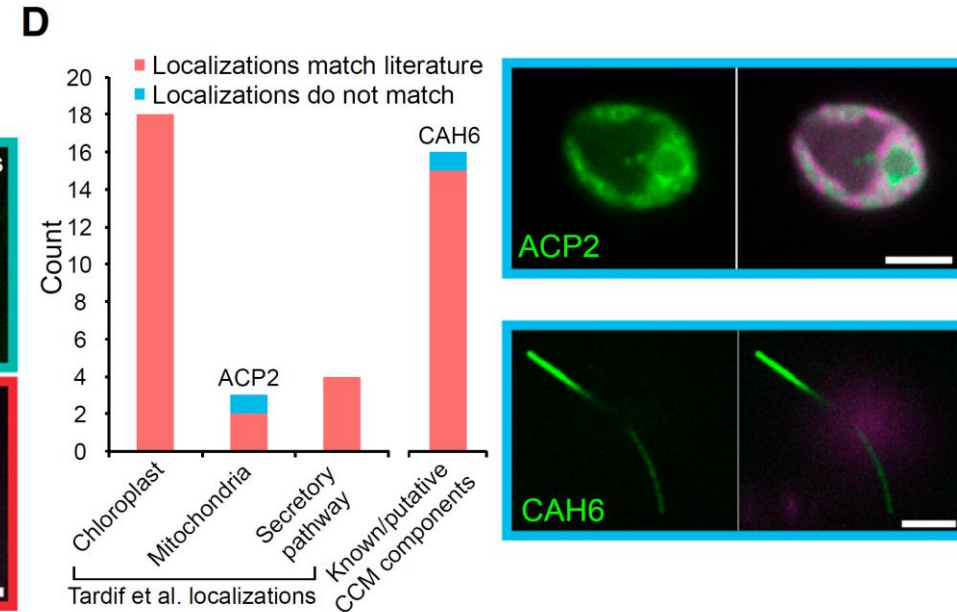 D
Localizations match literature
Localizations do not match
20
18
16
14
12
10
8
6
4
2
0
Count
ACP2
CAH6
Chloroplast
Mitochondria
Secretory
pathway
Known/putative
CCM components
Tardif et al. localizations
ACP2
CAH6
s